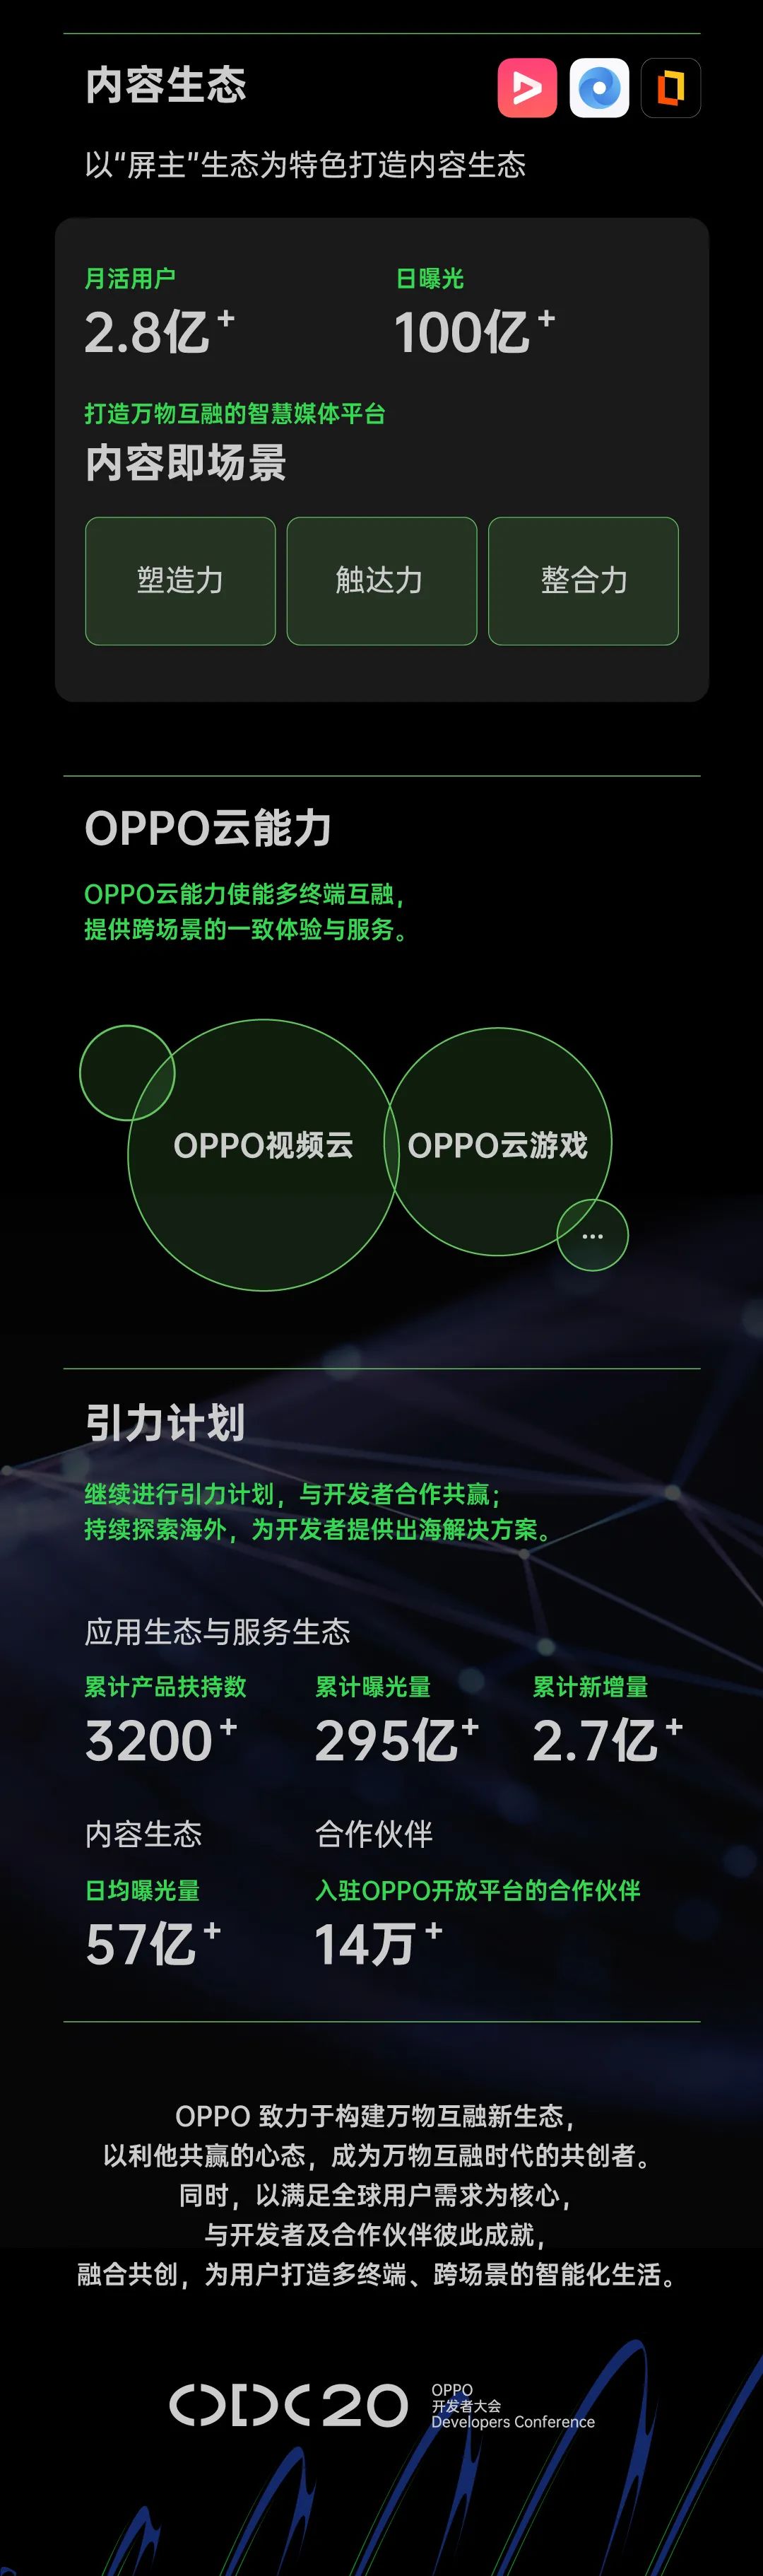 内容生态
以“屏主”生态为特色打造内容生态
月活用户 日曝光
2.8亿+ 100亿+
打造万物互融的智慧媒体平台
内容即场景
塑造力 触达力 整合力
OPPO云能力
OPPO云能力使能多终端互融，
提供跨场景的一致体验与服务。
OPPO视频云 OPPO云游戏
...
引力计划
继续进行引力计划，与开发者合作共赢；
持续探索海外，为开发者提供出海解决方案。
应用生态与服务生态
累计产品扶持数 累计曝光量 累计新增量
3200+ 295亿+ 2.7亿+
内容生态 合作伙伴
日均曝光量 入驻OPPO开放平台的合作伙伴
57亿+ 14万+
OPPO 致力于构建万物互融新生态，
以利他共赢的心态，成为万物互融时代的共创者。
同时，以满足全球用户需求为核心，
与开发者及合作伙伴彼此成就，
融合共创，为用户打造多终端、跨场景的智能化生活。
ODC20
OPPO
开发者大会
Developers Conference